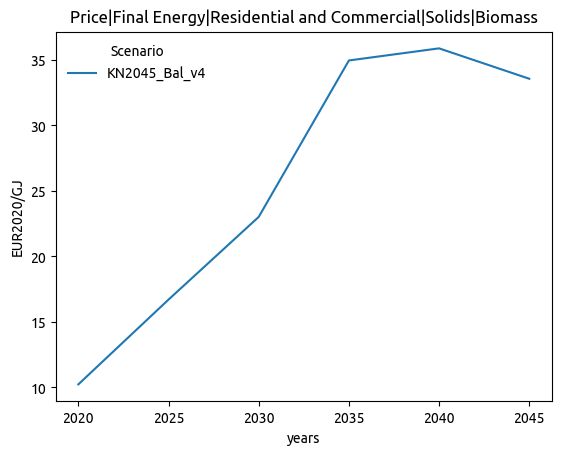 Price|Final Energy|Residential and Commercial|Solids|Biomass
Scenario
KN2045_Bal_v4
EUR2020/GJ
35
30
25
20
15
10
2020 2025 2030 2035 2040 2045
years